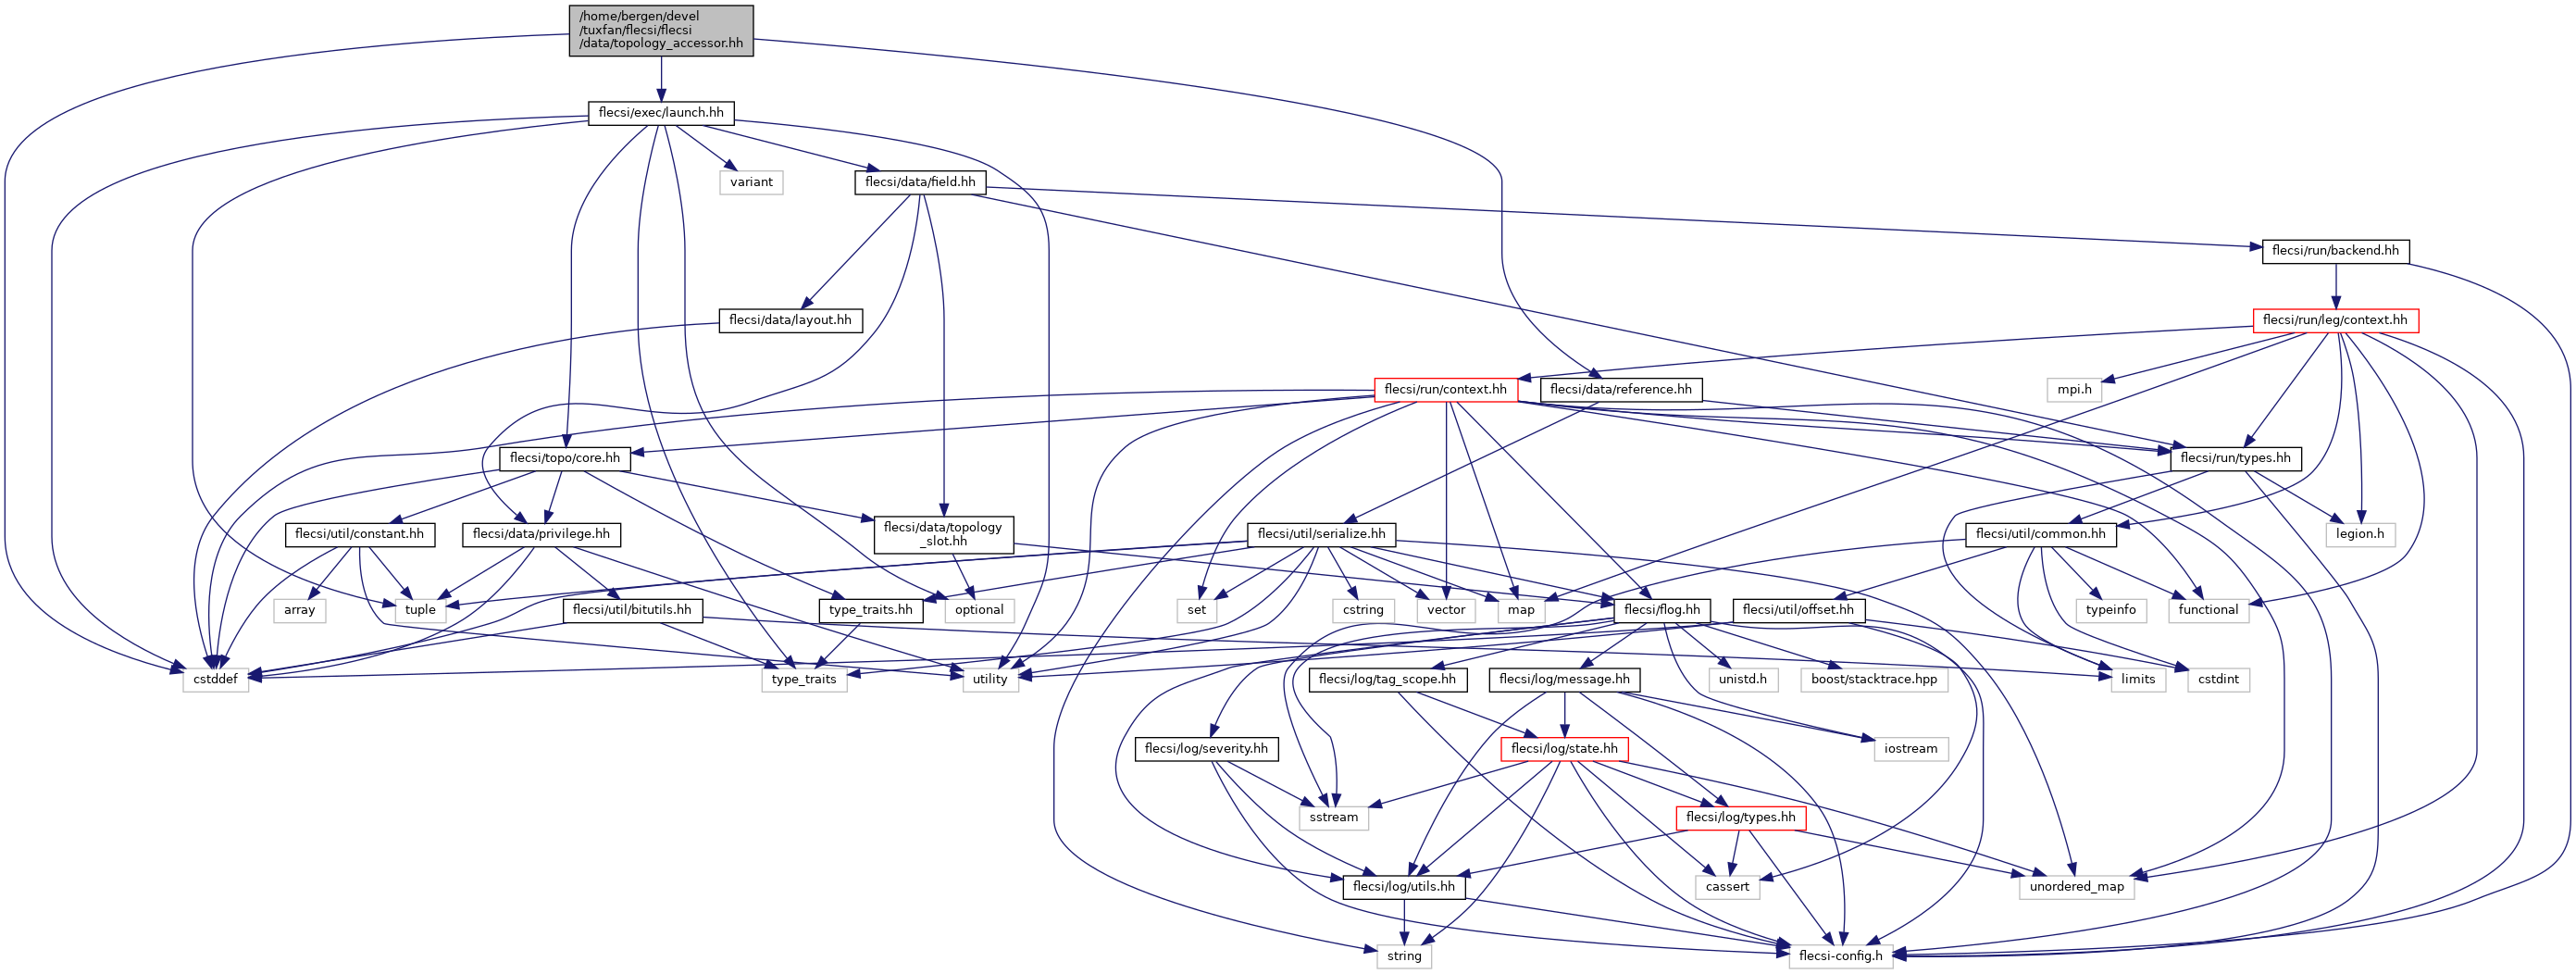 /home/bergen/devel
/tuxfan/flecsi/flecsi
/data/topology_accessor.hh
flecsi/exec/launch.hh
variant
flecsi/data/field.hh
flecsi/run/backend.hh
flecsi/data/layout.hh
flecsi/run/leg/context.hh
flecsi/run/context.hh
flecsi/data/reference.hh
mpi.h
flecsi/topo/core.hh
flecsi/run/types.hh
flecsi/util/constant.hh
flecsi/data/privilege.hh
flecsi/data/topology
_slot.hh
flecsi/util/serialize.hh
flecsi/util/common.hh
legion.h
array
tuple
flecsi/util/bitutils.hh
type_traits.hh
optional
set
cstring
vector
map
flecsi/flog.hh
flecsi/util/offset.hh
typeinfo
functional
cstddef
type_traits
utility
flecsi/log/tag_scope.hh
flecsi/log/message.hh
unistd.h
boost/stacktrace.hpp
limits
cstdint
flecsi/log/severity.hh
flecsi/log/state.hh
iostream
sstream
flecsi/log/types.hh
flecsi/log/utils.hh
cassert
unordered_map
string
flecsi-config.h